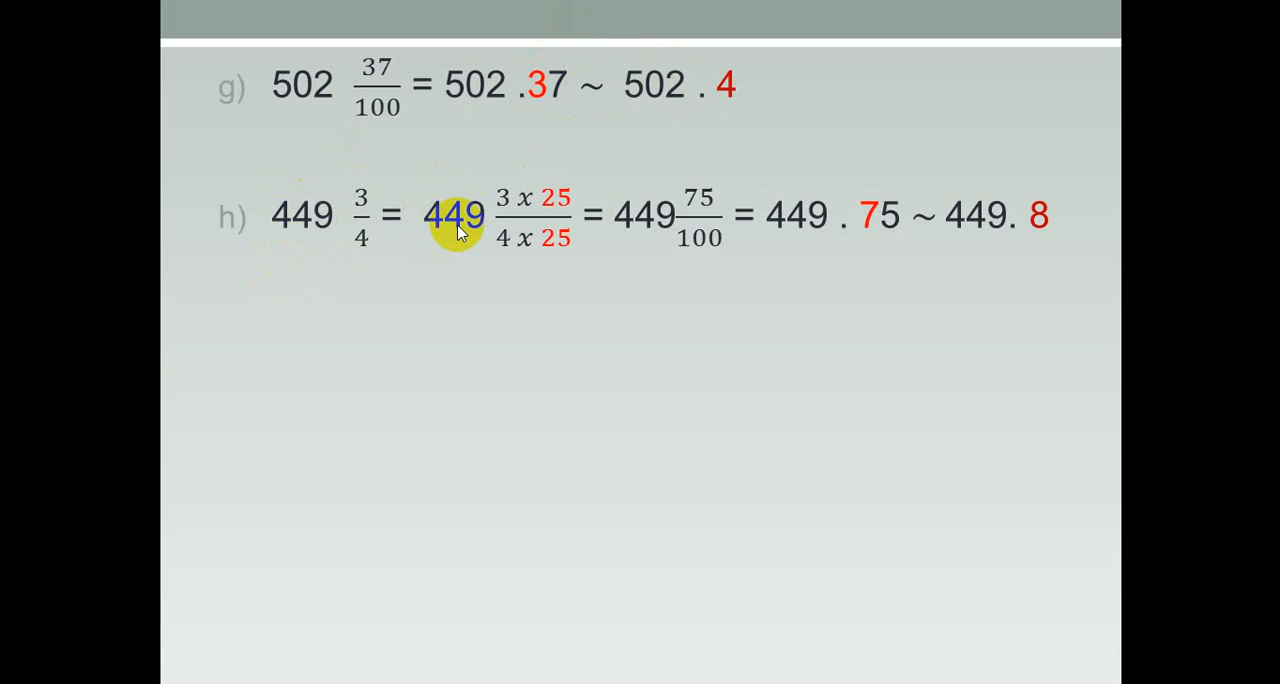 g) 502 37/100 = 502 .37 ~ 502 . 4
h) 449 3/4 = 449 3 x 25/4 x 25 = 449 75/100 = 449 . 75 ~ 449. 8